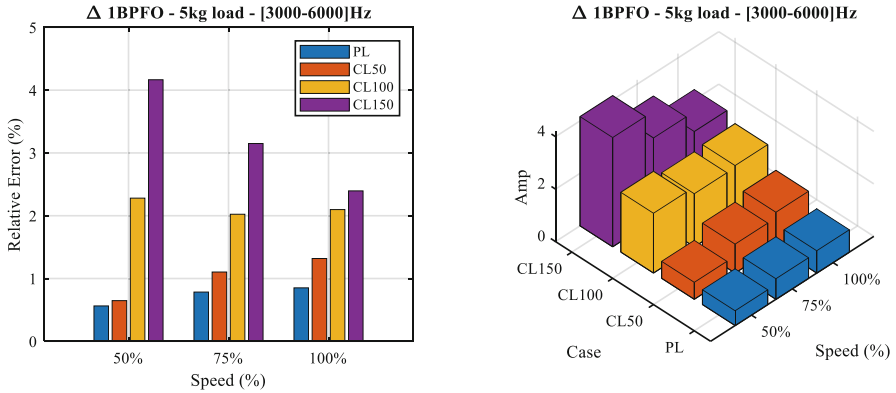 Δ 1BPFO - 5kg load - [3000-6000]Hz
5
4
3
2
1
0
Relative Error (%)
PL
CL50
CL100
CL150
50%
75%
100%
Speed (%)
Δ 1BPFO - 5kg load - [3000-6000]Hz
4
2
0
Amp
CL150
CL100
CL50
PL
Case
50%
75%
100%
Speed (%)